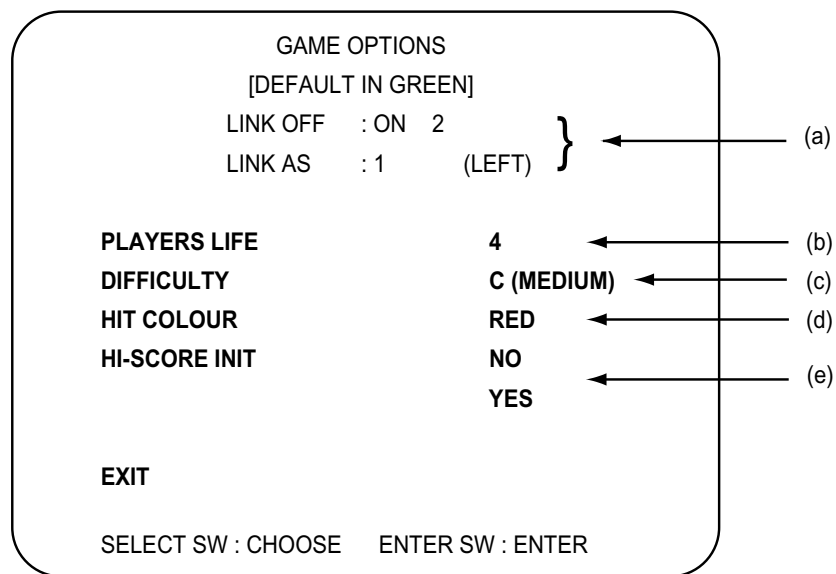 GAME OPTIONS
[DEFAULT IN GREEN]
LINK OFF : ON 2
LINK AS : 1 (LEFT)
} (a)
PLAYERS LIFE 4 (b)
DIFFICULTY C (MEDIUM) (c)
HIT COLOUR RED (d)
HI-SCORE INIT NO
(e)
YES
EXIT
SELECT SW : CHOOSE ENTER SW : ENTER